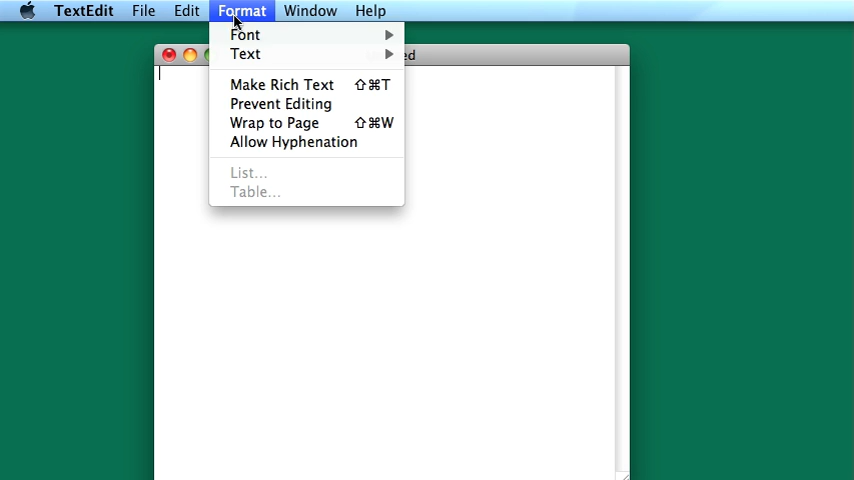 TextEdit File Edit Format Window Help
Font
Text
Make Rich Text ⇧⌘T
Prevent Editing
Wrap to Page ⇧⌘W
Allow Hyphenation
List...
Table...